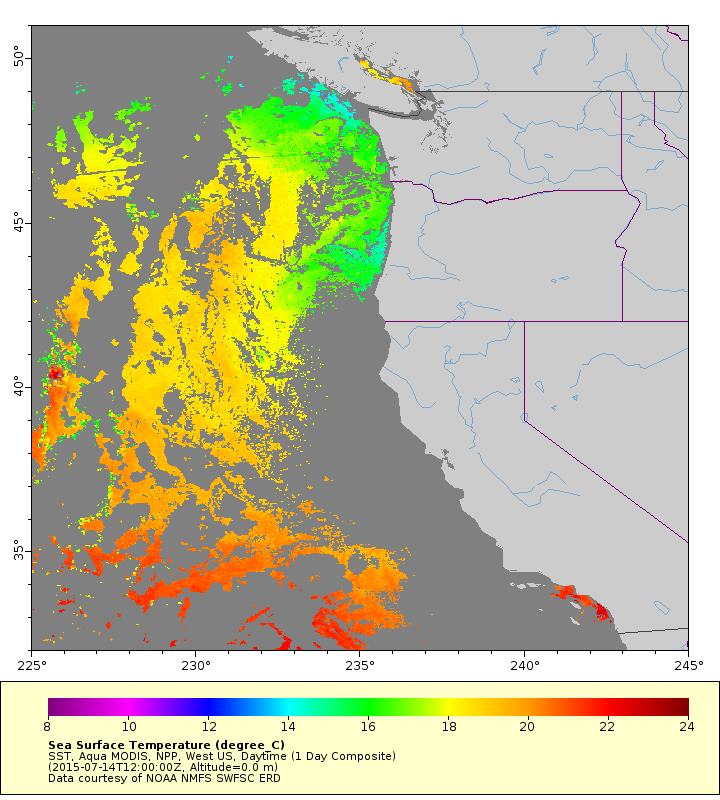 50°
45°
40°
35°
225° 230° 235° 240° 245°
8 10 12 14 16 18 20 22 24
Sea Surface Temperature (degree_C)
SST, Aqua MODIS, NPP, West US, Daytime (1 Day Composite)
(2015-07-14T12:00:00Z, Altitude=0.0 m)
Data courtesy of NOAA NMFS SWFSC ERD